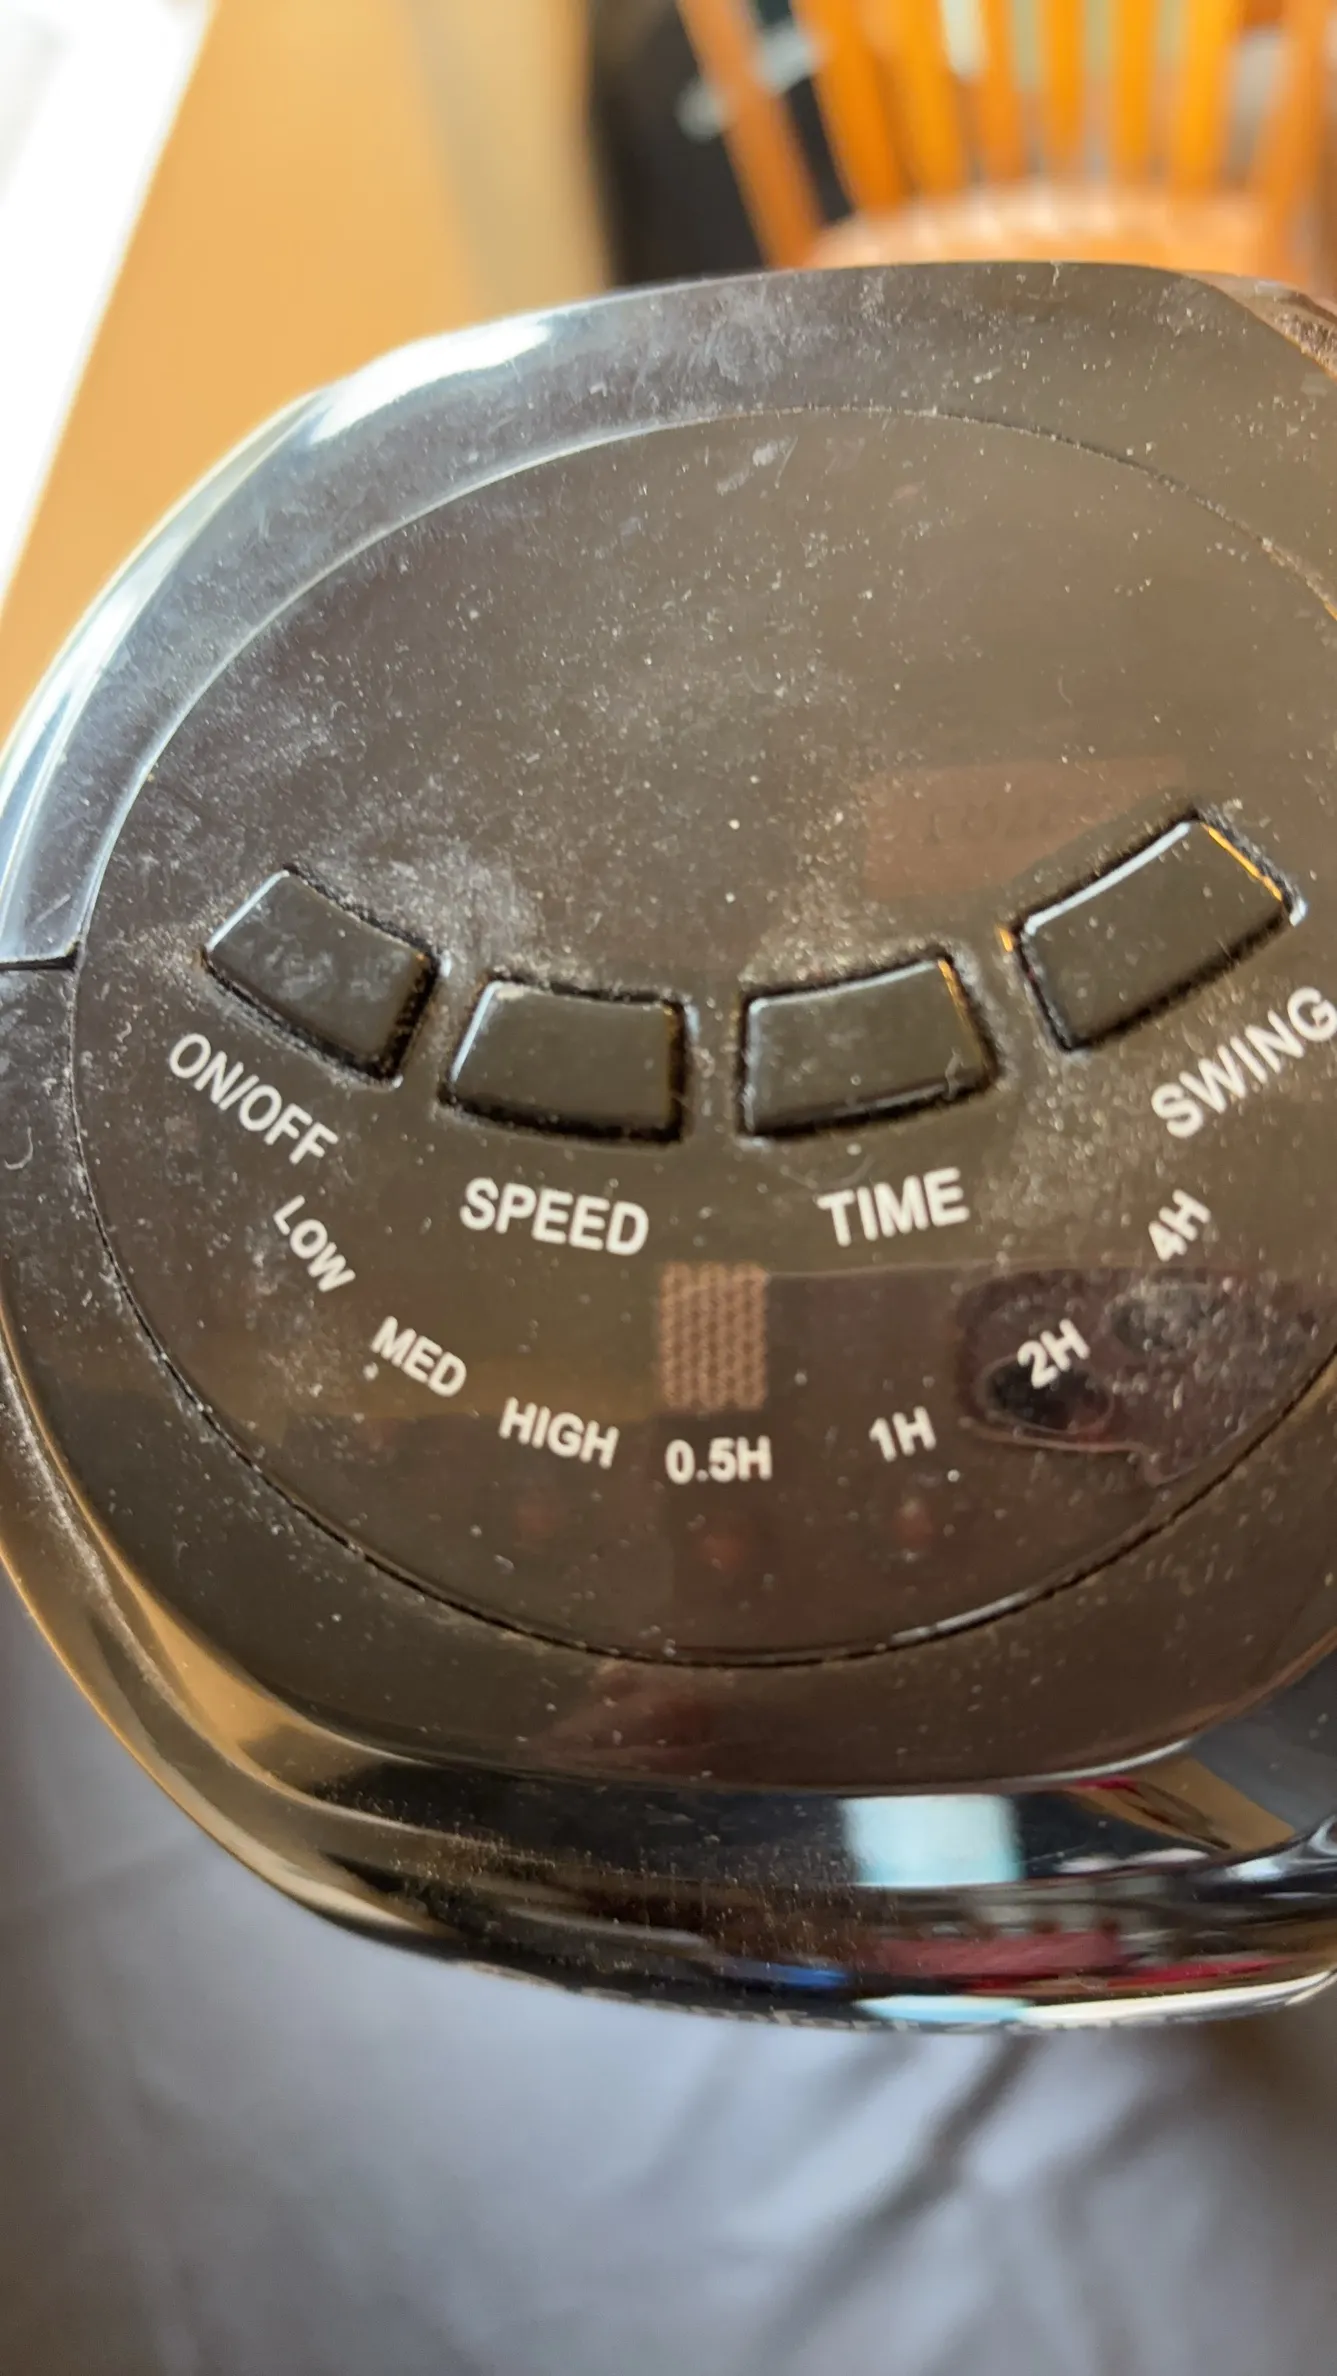 ON/OFF
SPEED
TIME
SWING
LOW
MED
HIGH
0.5H
1H
2H
4H